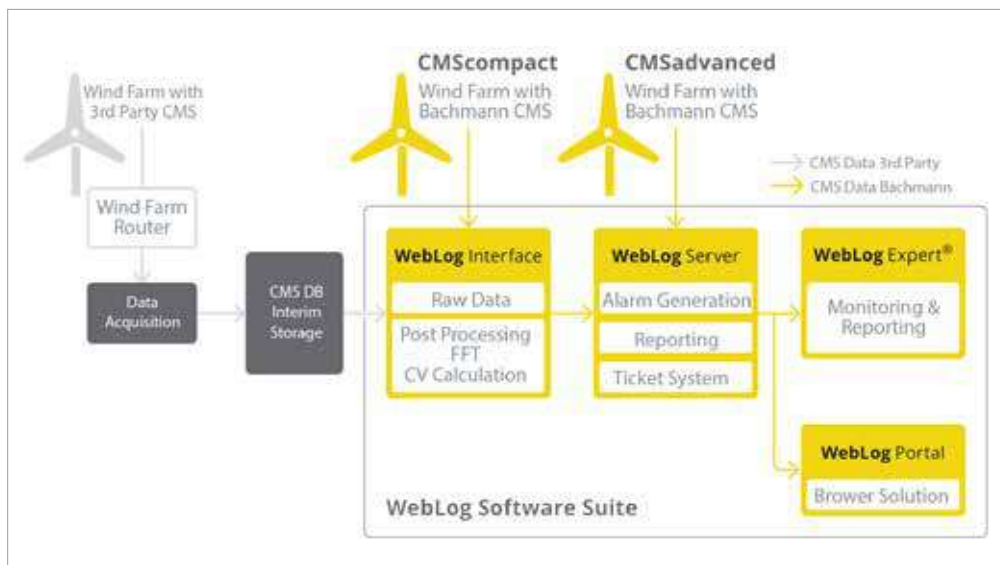 CMScompact
Wind Farm with
Bachmann CMS
CMSadvanced
Wind Farm with
Bachmann CMS
Wind Farm with
3rd Party CMS
CMS Data 3rd Party
CMS Data Bachmann
Wind Farm
Router
Data
Acquisition
CMS DB
Interim
Storage
WebLog Interface
Raw Data
Post Processing
FFT
CV Calculation
WebLog Server
Alarm Generation
Reporting
Ticket System
WebLog Expert®
Monitoring &
Reporting
WebLog Portal
Brower Solution
WebLog Software Suite